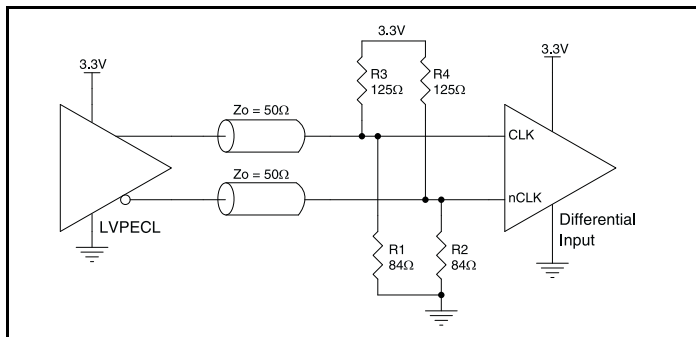 3.3V
3.3V
3.3V
R3
125Ω
R4
125Ω
Zo = 50Ω
CLK
Zo = 50Ω
nCLK
LVPECL
Differential
Input
R1
84Ω
R2
84Ω